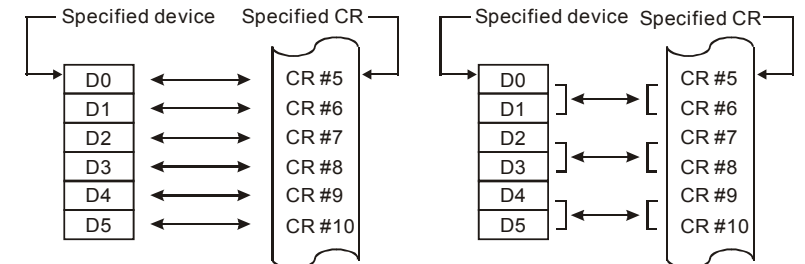 Specified device Specified CR
D0 CR #5
D1 CR #6
D2 CR #7
D3 CR #8
D4 CR #9
D5 CR #10
Specified device Specified CR
D0 CR #5
D1 CR #6
D2 CR #7
D3 CR #8
D4 CR #9
D5 CR #10